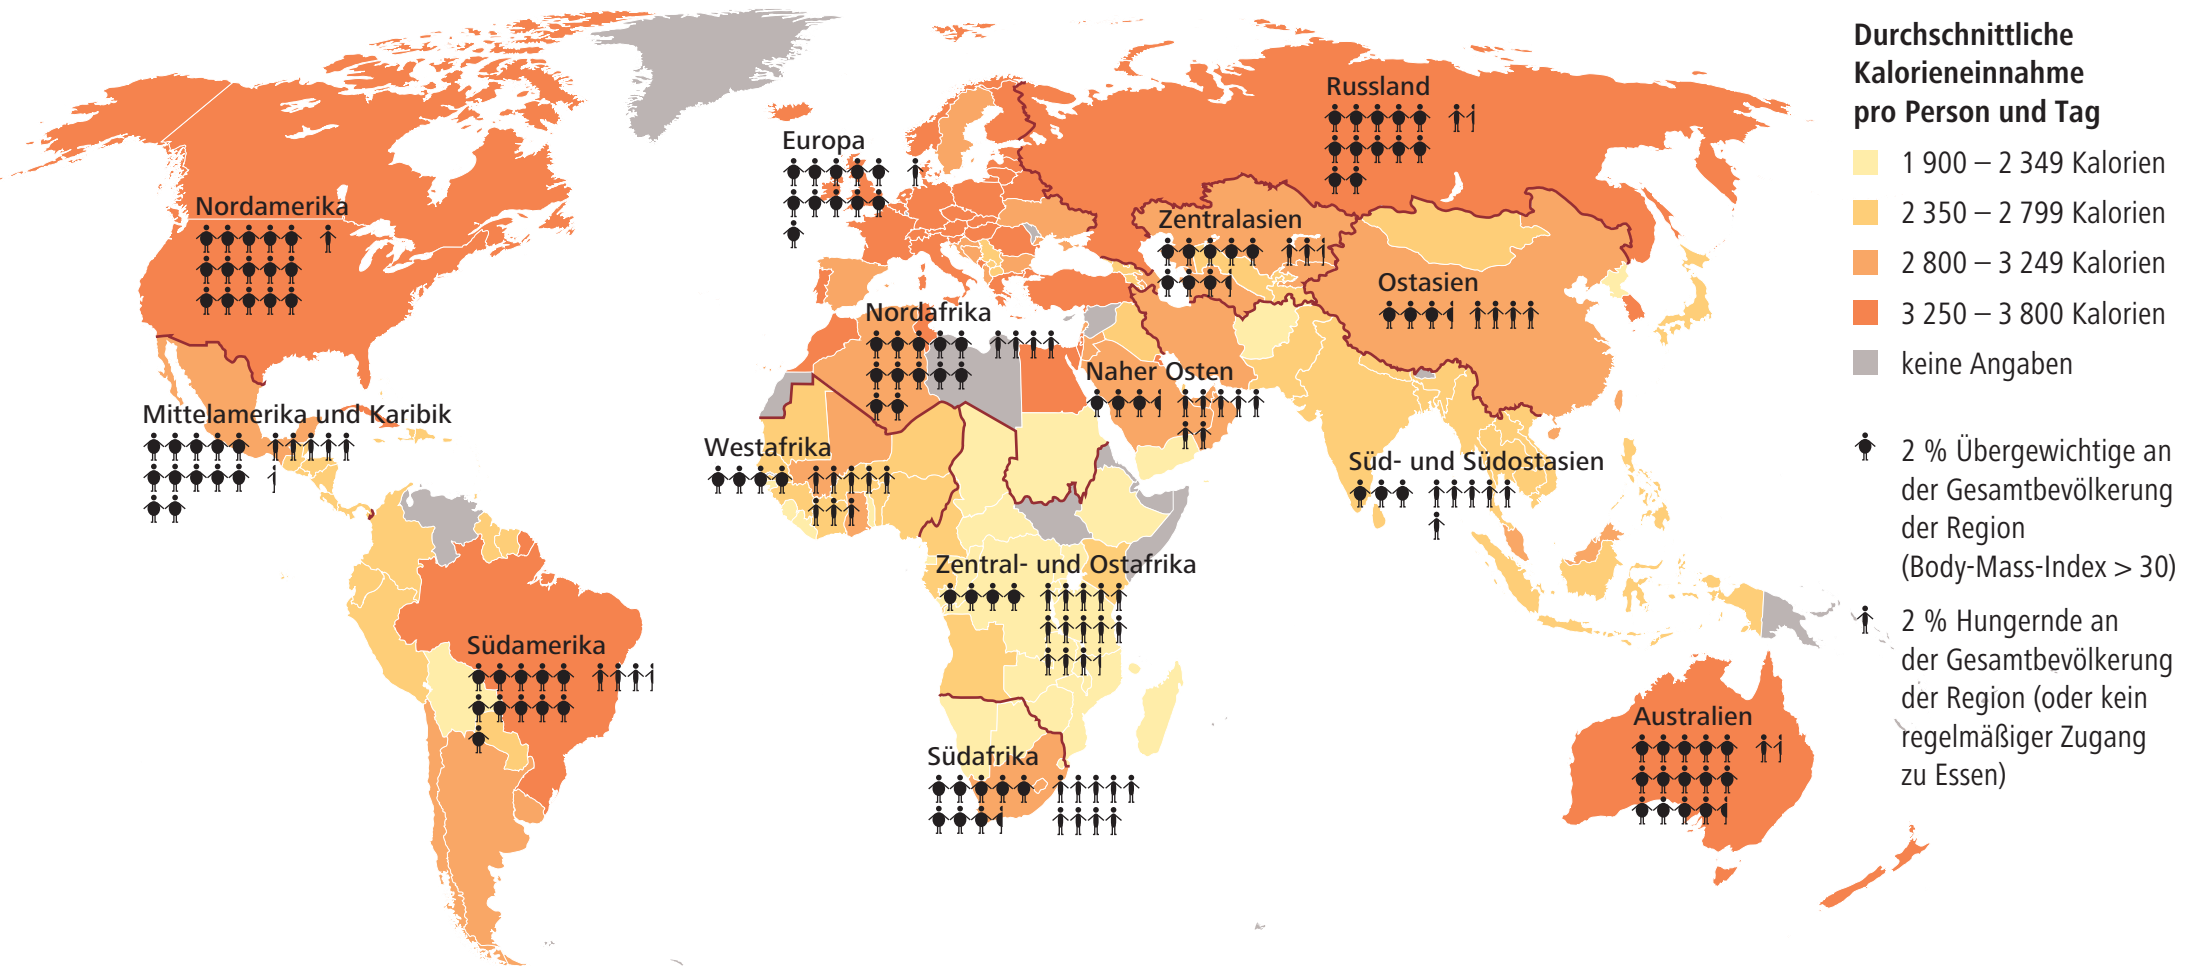 Durchschnittliche
Kalorieneinnahme
pro Person und Tag
1 900 – 2 349 Kalorien
2 350 – 2 799 Kalorien
2 800 – 3 249 Kalorien
3 250 – 3 800 Kalorien
keine Angaben
2 % Übergewichtige an
der Gesamtbevölkerung
der Region
(Body-Mass-Index > 30)
2 % Hungernde an
der Gesamtbevölkerung
der Region (oder kein
regelmäßiger Zugang
zu Essen)
Russland
Europa
Nordamerika
Zentralasien
Ostasien
Nordafrika
Naher Osten
Mittelamerika und Karibik
Westafrika
Süd- und Südostasien
Zentral- und Ostafrika
Südamerika
Australien
Südafrika